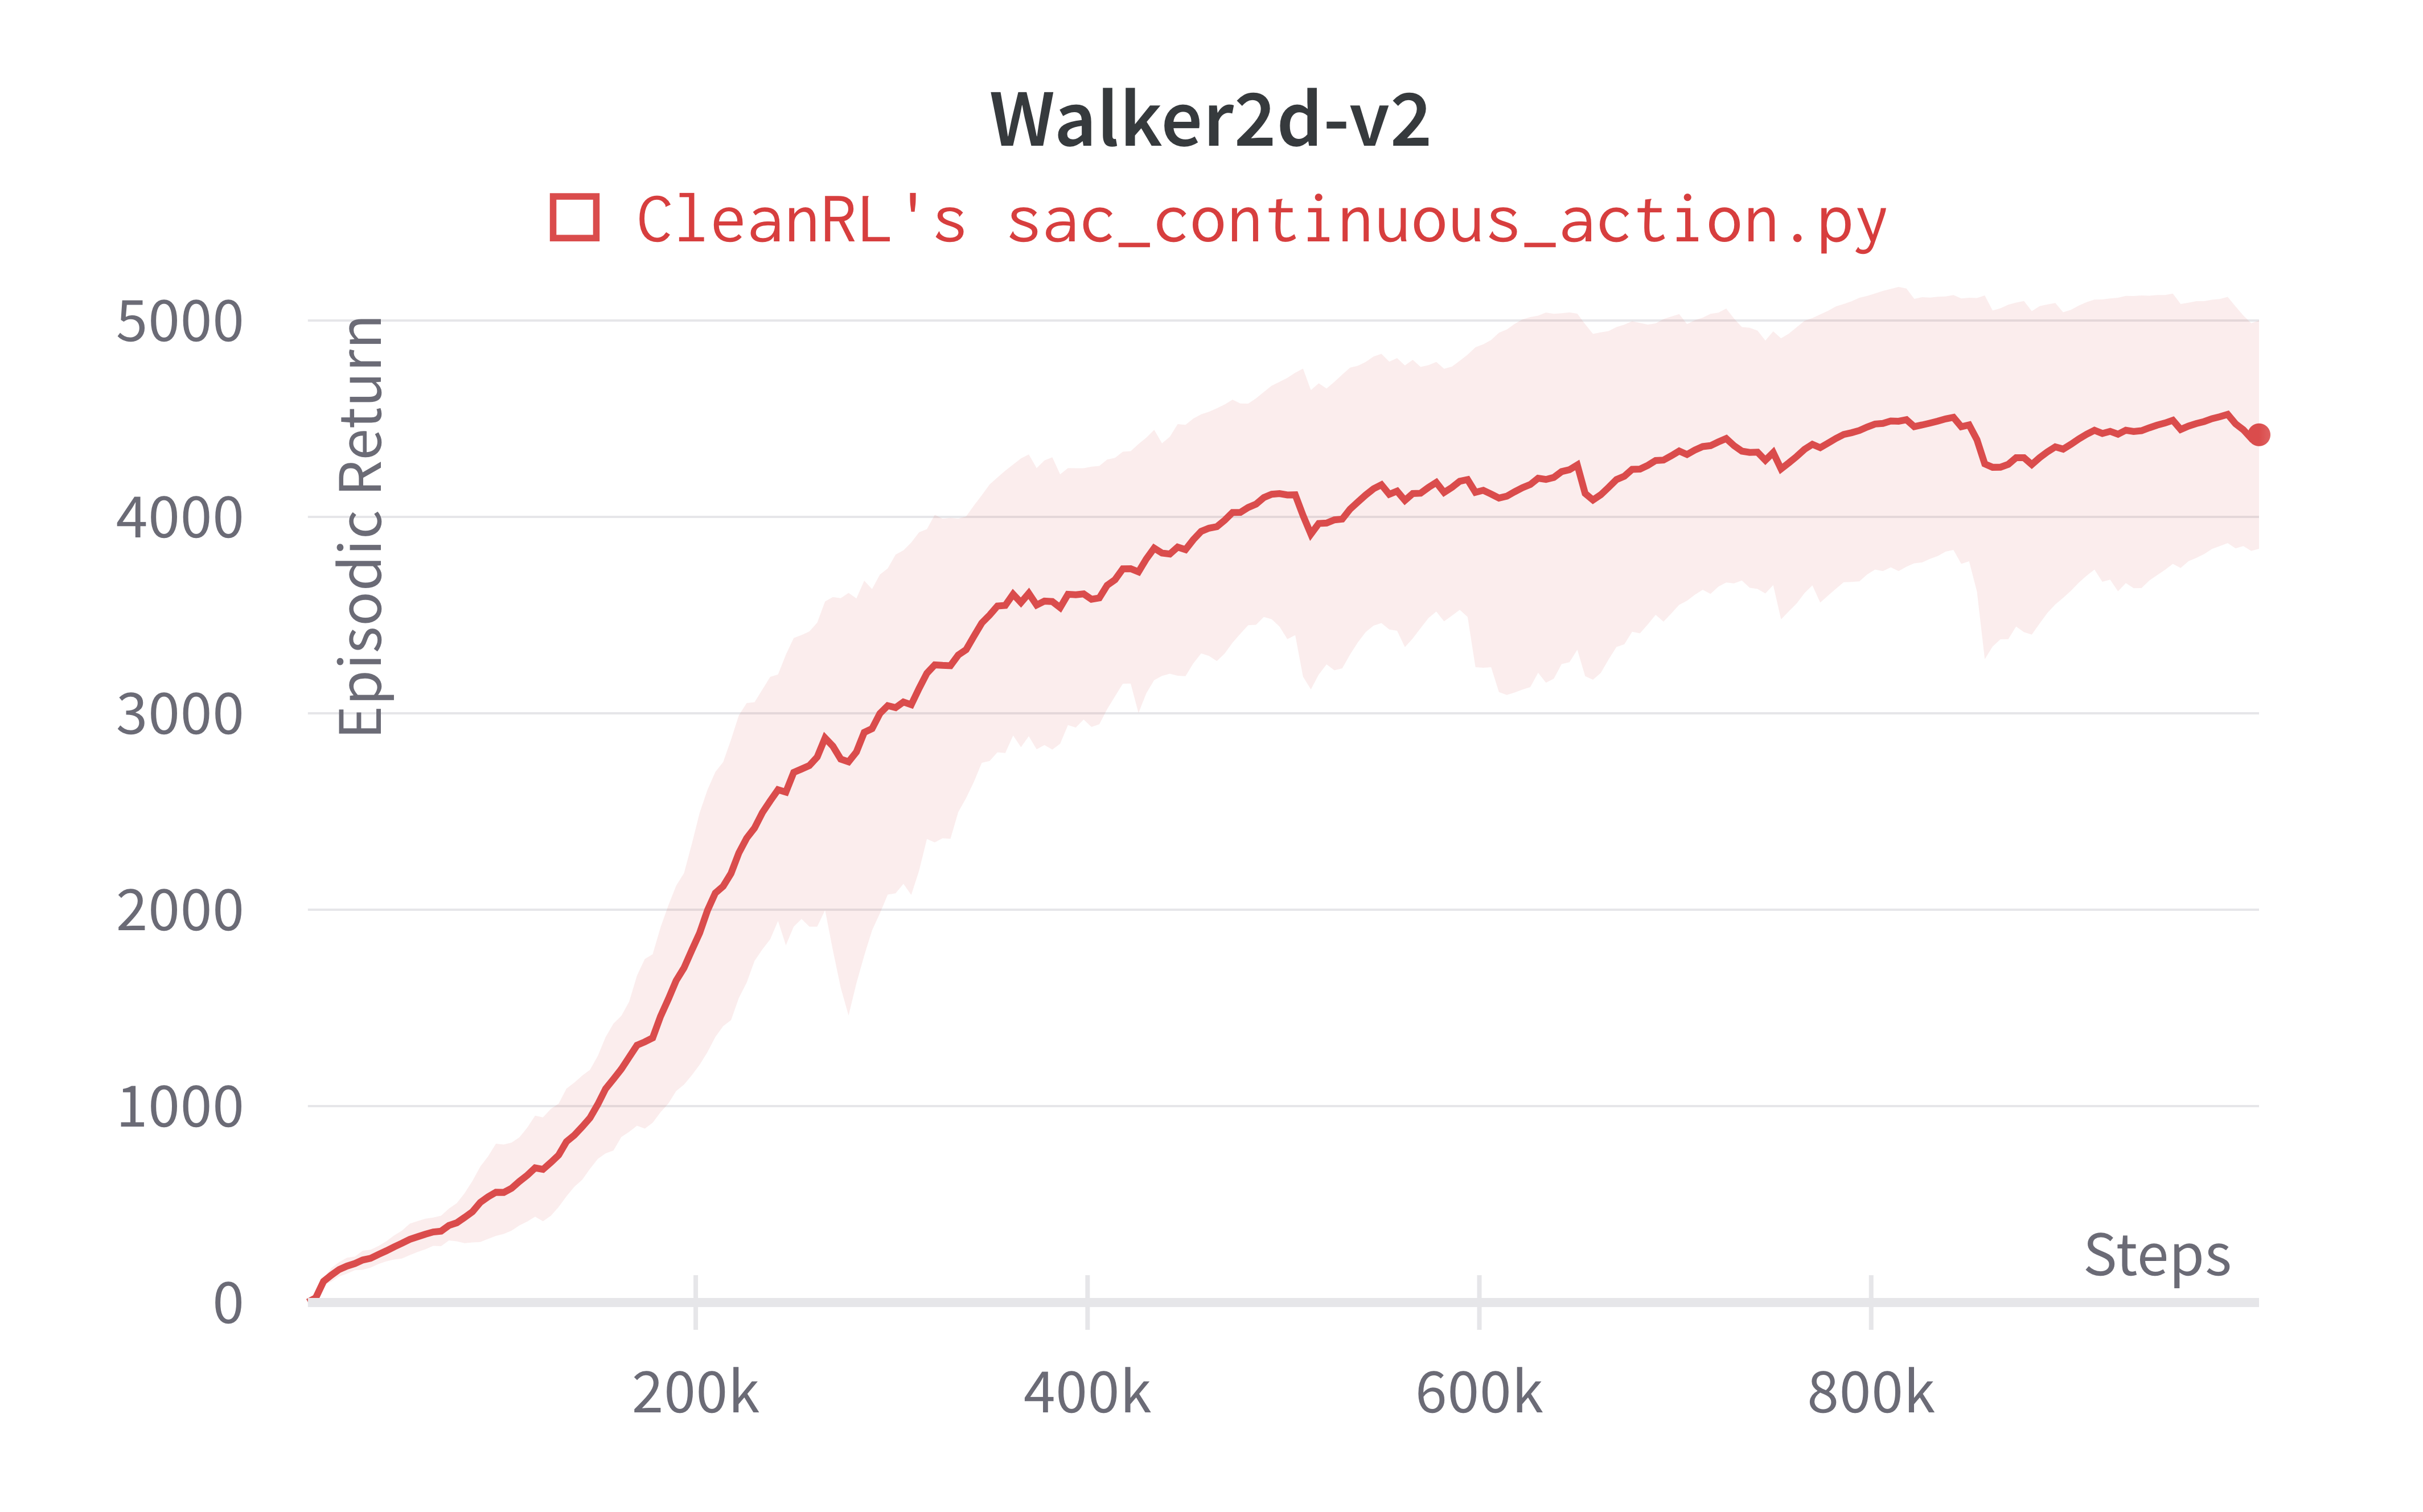 Walker2d-v2
CleanRL's sac_continuous_action.py
5000
4000
3000
2000
1000
0
Episodic Return
Steps
200k 400k 600k 800k